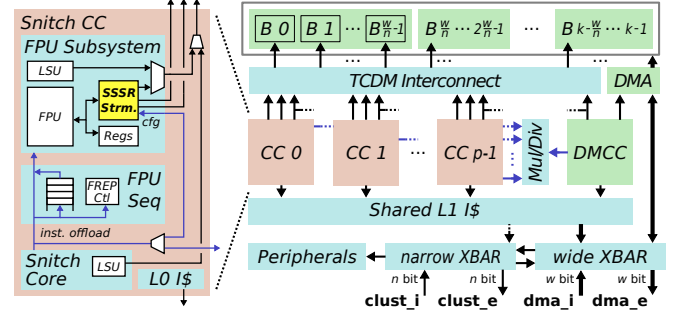 Snitch CC
FPU Subsystem
LSU
FPU
SSSR
Strm.
cfg
Regs
FREP
Ctl
FPU
Seq
inst. offload
Snitch
Core
LSU
L0 I$
B 0
B 1
...
B w/n-1
B w/n ... 2w/n-1
...
B k-w/n ... k-1
TCDM Interconnect
DMA
CC 0
CC 1
...
CC p-1
Mul/Div
DMCC
Shared L1 I$
Peripherals
narrow XBAR
wide XBAR
n bit
n bit
w bit
w bit
clust_i
clust_e
dma_i
dma_e